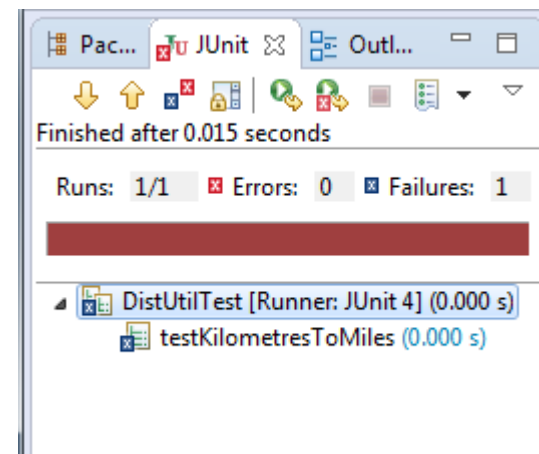 Pac... JUnit Outl...
Finished after 0.015 seconds
Runs: 1/1 Errors: 0 Failures: 1
DistUtilTest [Runner: JUnit 4] (0.000 s)
testKilometresToMiles (0.000 s)